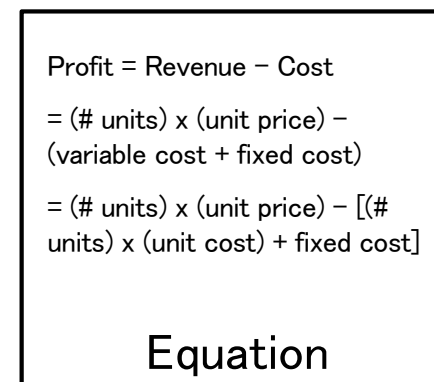 Profit = Revenue − Cost
= (# units) x (unit price) −
(variable cost + fixed cost)
= (# units) x (unit price) − [(#
units) x (unit cost) + fixed cost]
Equation